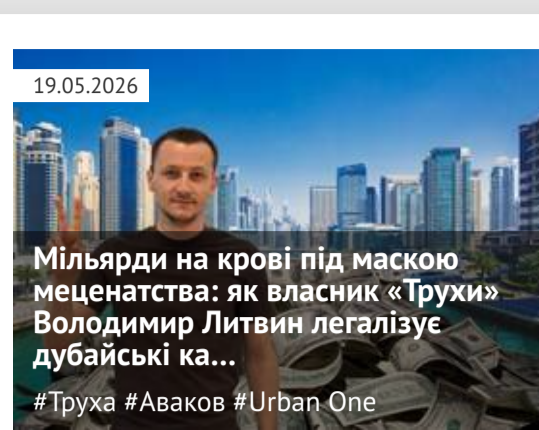 19.05.2026
Мільярди на крові під маскою
меценатства: як власник «Трухи»
Володимир Литвин легалізує
дубайські ка...
#Труха #Аваков #Urban One